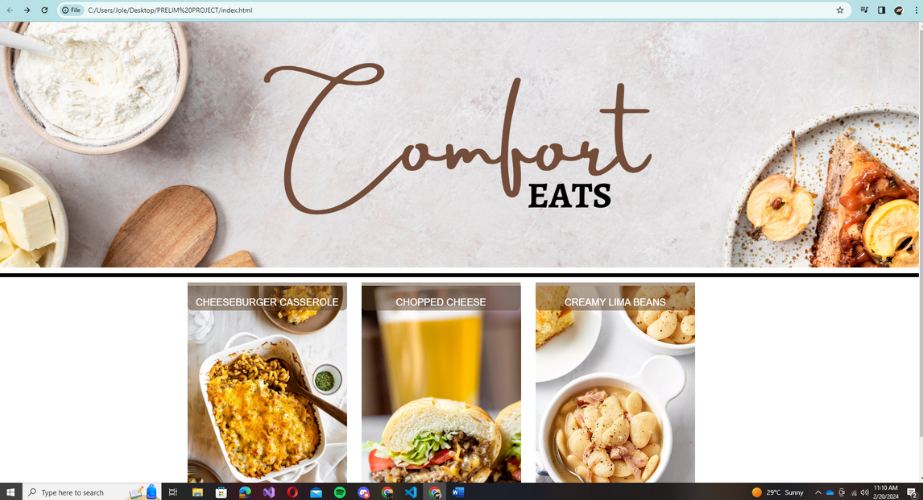 File C:/Users/Jole/Desktop/PRELIM%20PROJECT/index.html
Comfort
EATS
CHEESEBURGER CASSEROLE
CHOPPED CHEESE
CREAMY LIMA BEANS
Type here to search
29°C Sunny
11:10 AM
2/20/2024